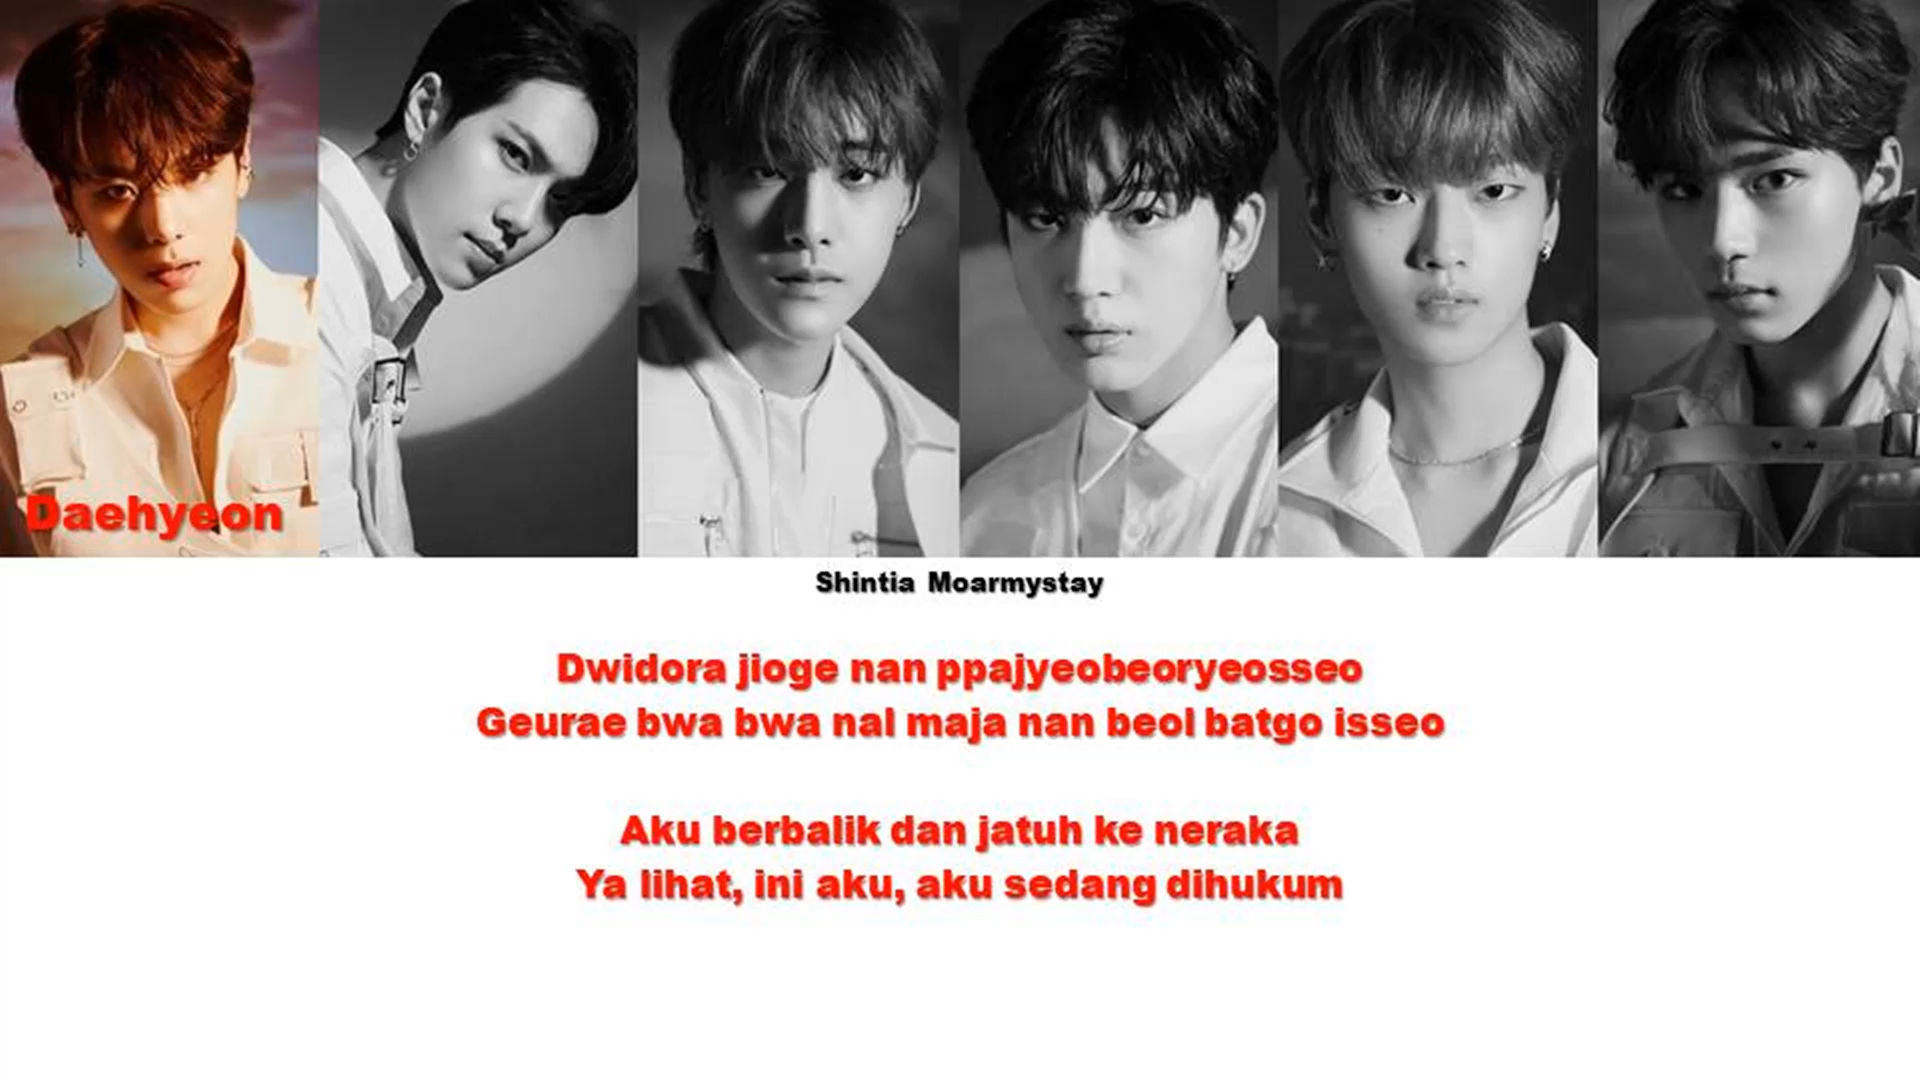 Daehyeon
Shintia Moarmystay
Dwidora jioge nan ppajyeobeoryeosseo
Geurae bwa bwa nal maja nan beol batgo isseo
Aku berbalik dan jatuh ke neraka
Ya lihat, ini aku, aku sedang dihukum